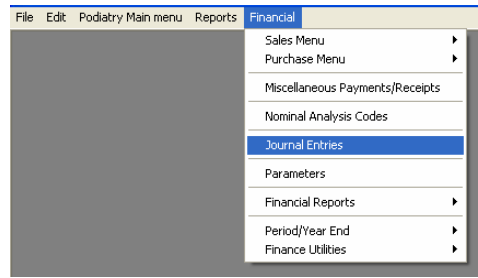 File Edit Podiatry Main menu Reports Financial
Sales Menu
Purchase Menu
Miscellaneous Payments/Receipts
Nominal Analysis Codes
Journal Entries
Parameters
Financial Reports
Period/Year End
Finance Utilities